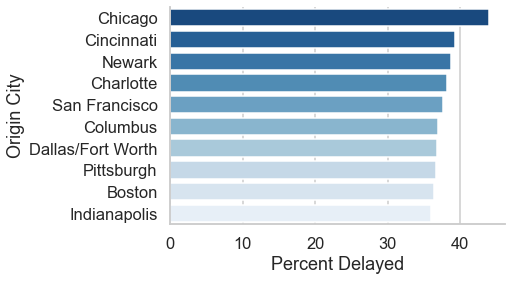 Chicago
Cincinnati
Newark
Charlotte
San Francisco
Columbus
Dallas/Fort Worth
Pittsburgh
Boston
Indianapolis
Origin City
0 10 20 30 40
Percent Delayed